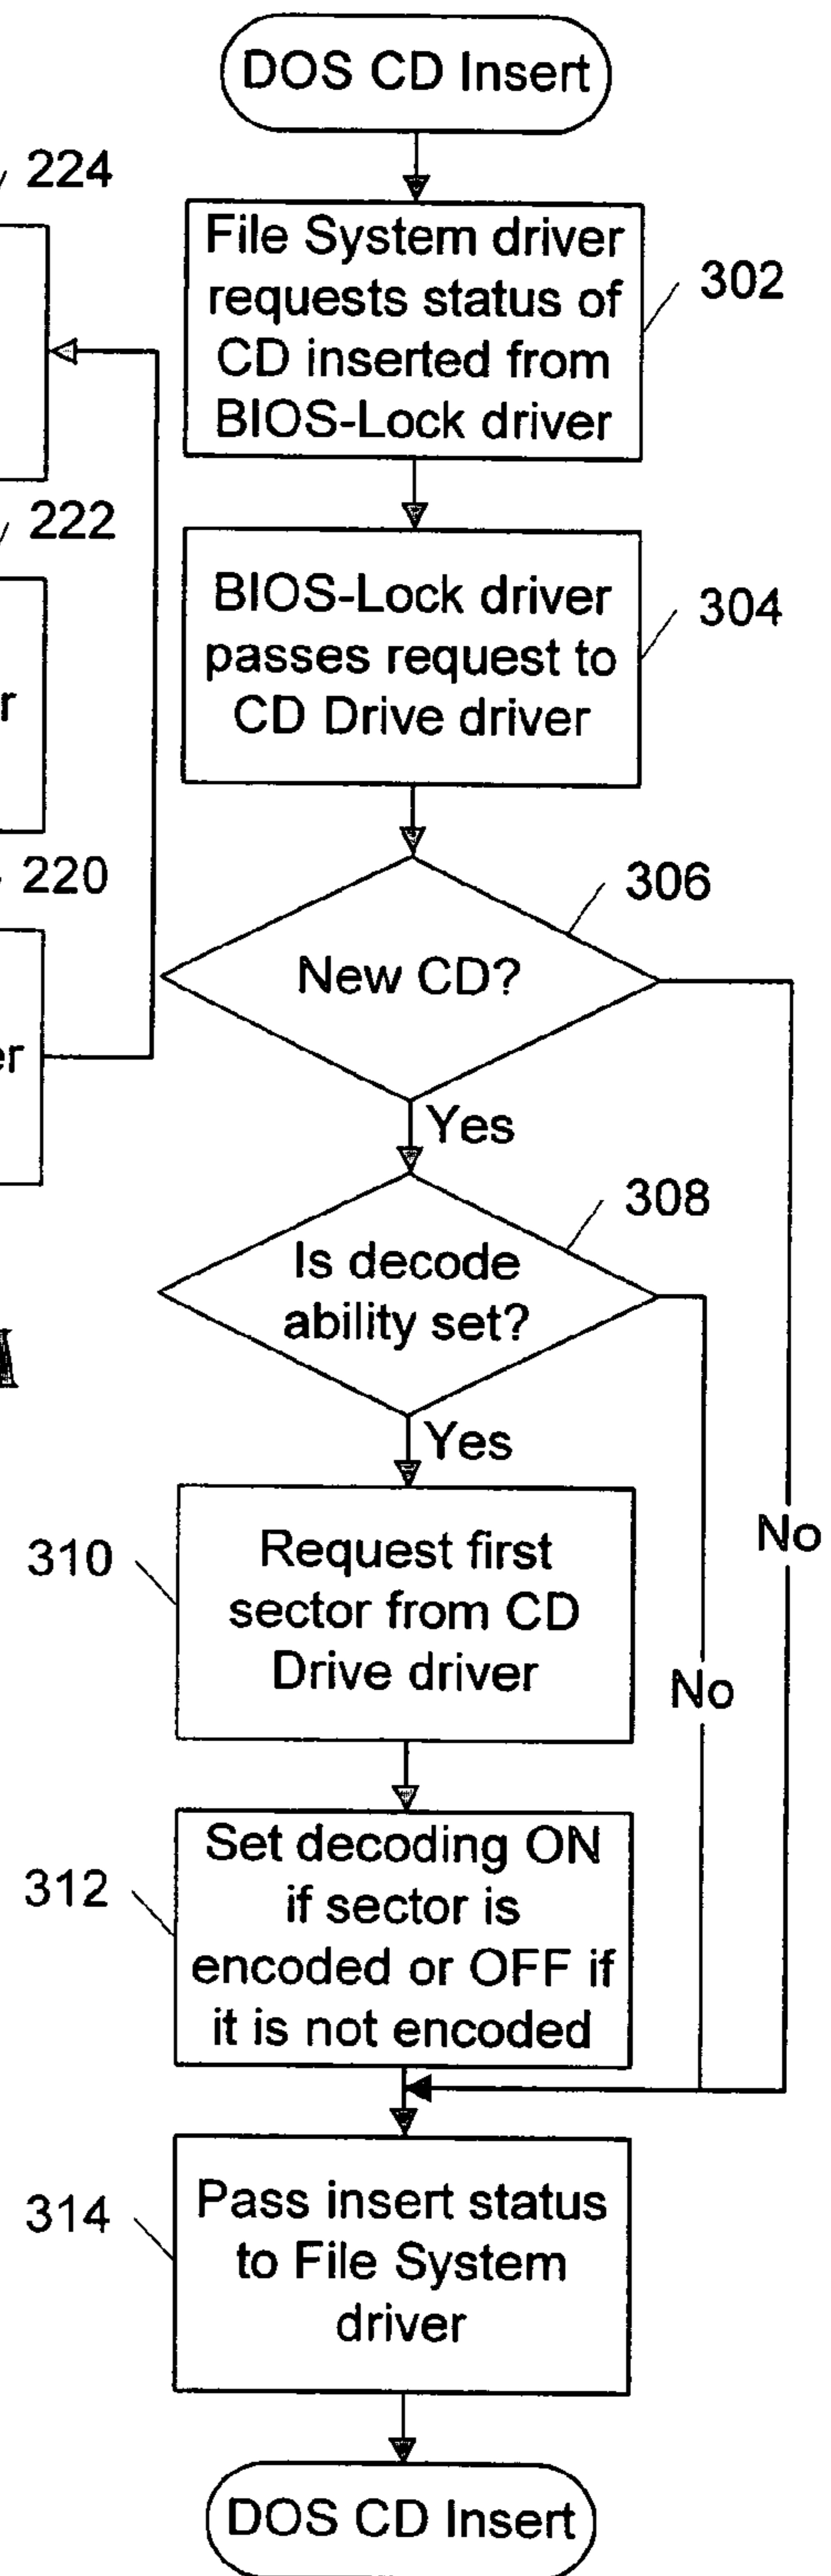 DOS CD Insert
224
File System driver
requests status of
CD inserted from
BIOS-Lock driver
302
222
BIOS-Lock driver
passes request to
CD Drive driver
304
r
220
New CD?
306
er
Yes
Is decode
ability set?
308
Yes
Request first
sector from CD
Drive driver
310
No
No
Set decoding ON
if sector is
encoded or OFF if
it is not encoded
312
Pass insert status
to File System
driver
314
DOS CD Insert